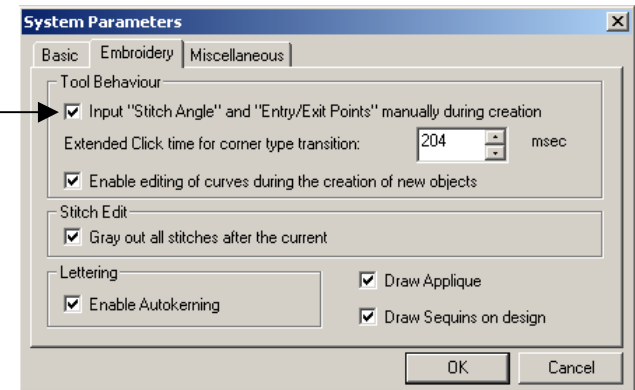 System Parameters
Basic Embroidery Miscellaneous
Tool Behaviour
Input "Stitch Angle" and "Entry/Exit Points" manually during creation
Extended Click time for corner type transition: 204 msec
Enable editing of curves during the creation of new objects
Stitch Edit
Gray out all stitches after the current
Lettering
Enable Autokerning
Draw Applique
Draw Sequins on design
OK Cancel